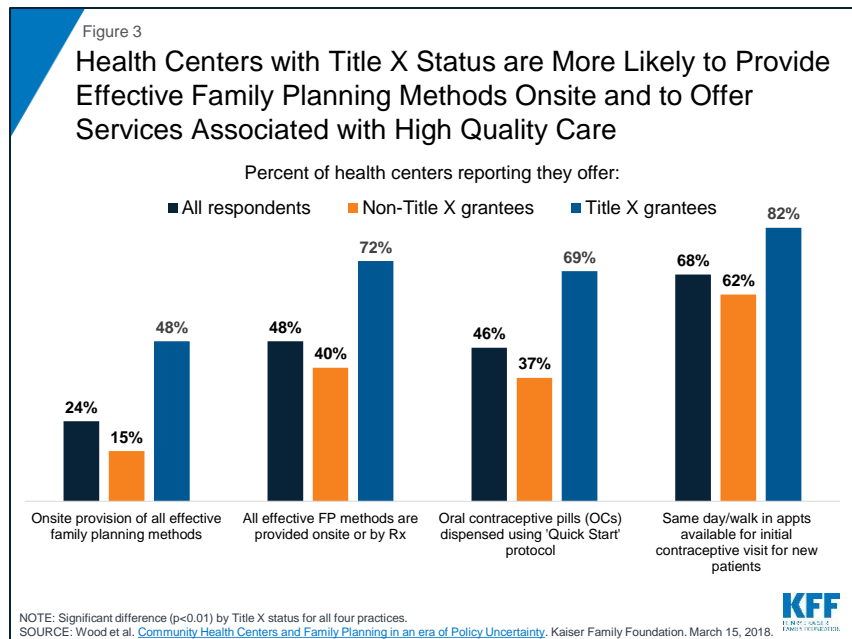 Figure 3
Health Centers with Title X Status are More Likely to Provide
Effective Family Planning Methods Onsite and to Offer
Services Associated with High Quality Care
Percent of health centers reporting they offer:
All respondents
Non-Title X grantees
Title X grantees
24%
15%
48%
48%
40%
72%
46%
37%
69%
68%
62%
82%
Onsite provision of all effective
family planning methods
All effective FP methods are
provided onsite or by Rx
Oral contraceptive pills (OCs)
dispensed using 'Quick Start'
protocol
Same day/walk in appts
available for initial
contraceptive visit for new
patients
NOTE: Significant difference (p<0.01) by Title X status for all four practices.
SOURCE: Wood et al. Community Health Centers and Family Planning in an era of Policy Uncertainty. Kaiser Family Foundation. March 15, 2018.
KFF
HENRY J KAISER
FAMILY FOUNDATION